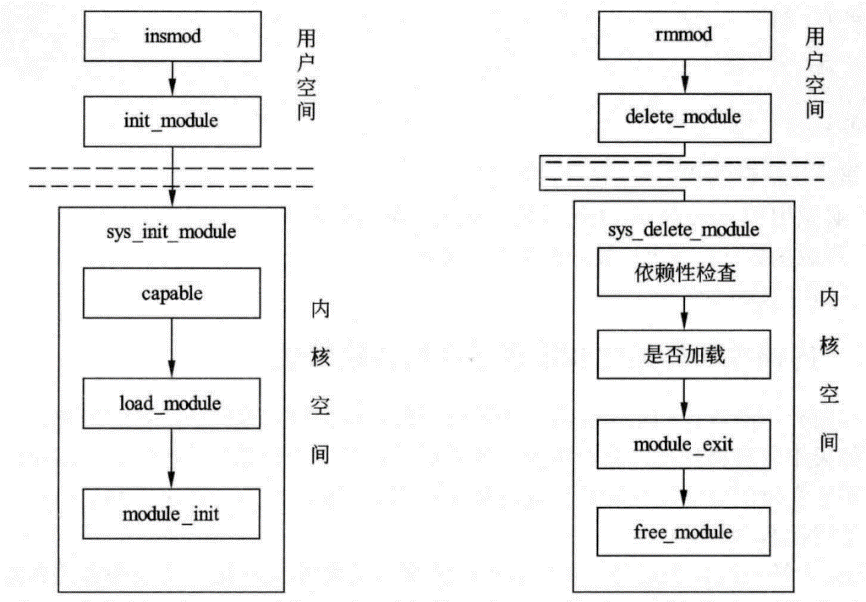 insmod
init_module
用户空间
sys_init_module
capable
load_module
module_init
内核空间
rmmod
delete_module
用户空间
sys_delete_module
依赖性检查
是否加载
module_exit
free_module
内核空间